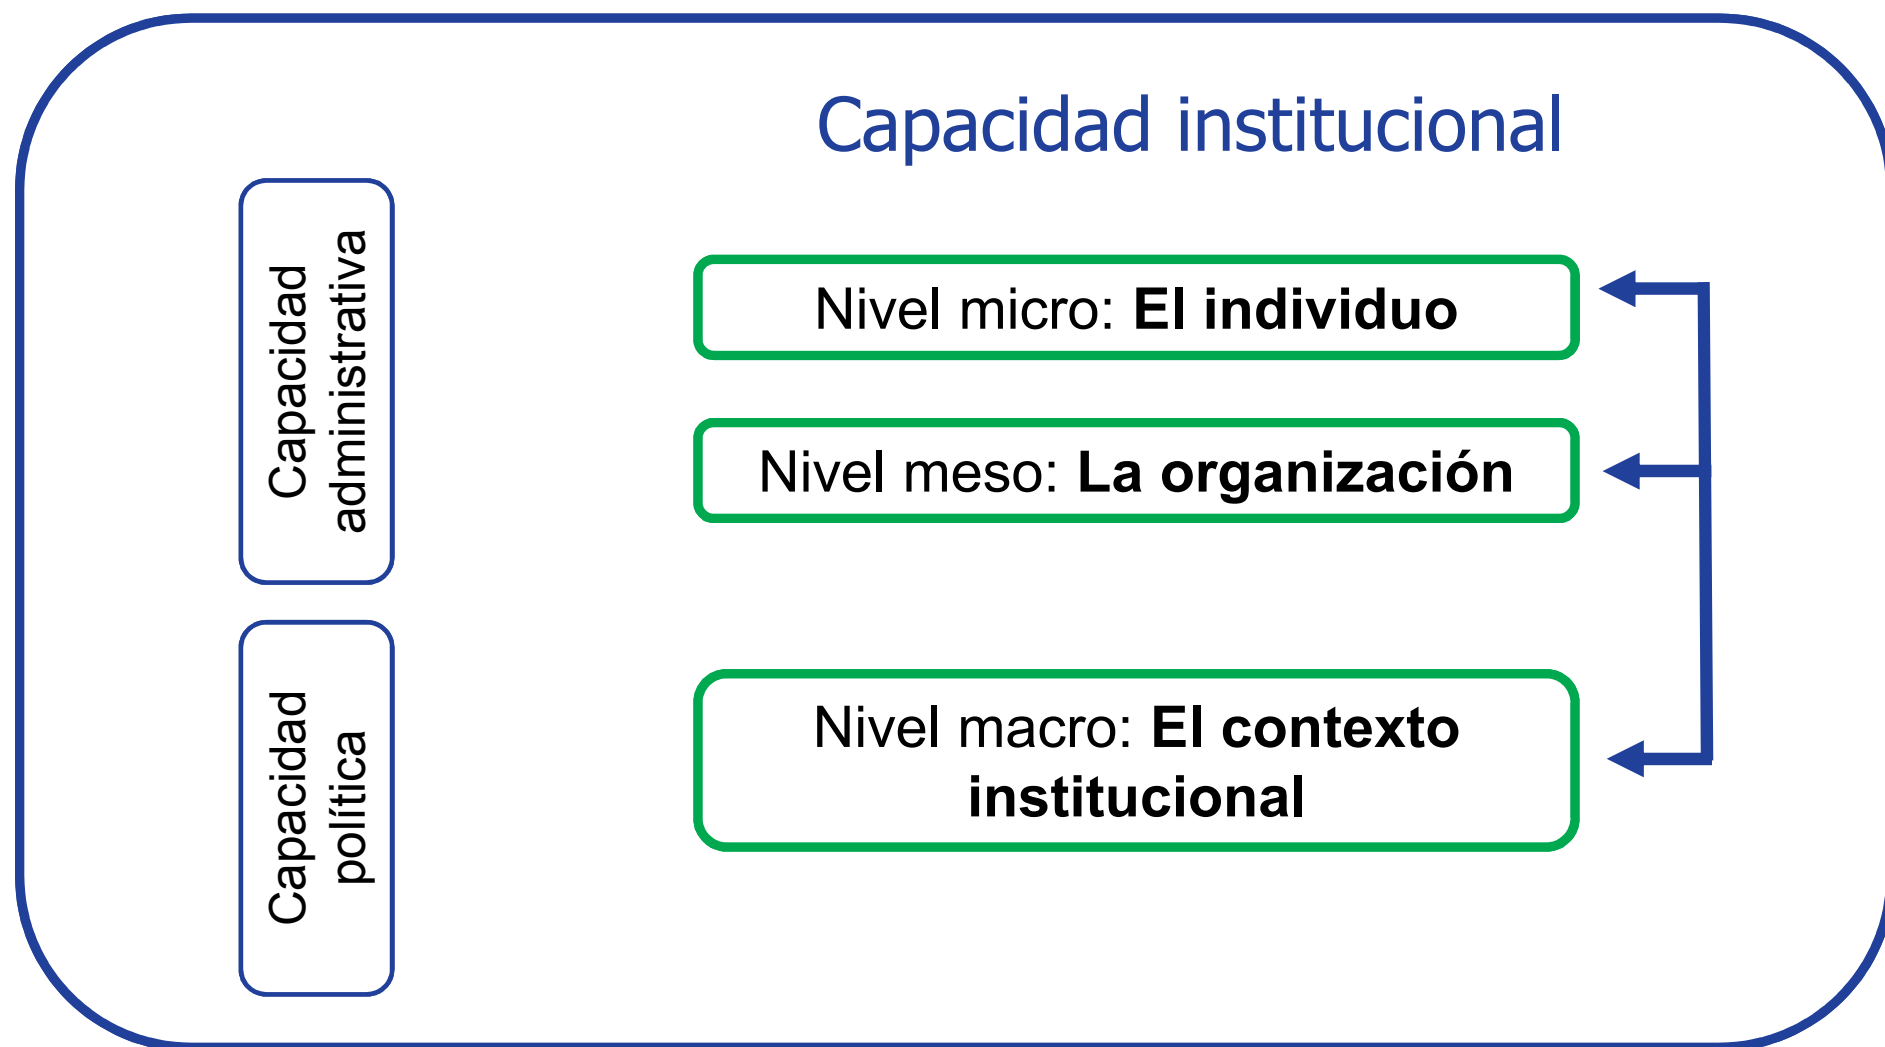 Capacidad institucional
Capacidad
administrativa
Nivel micro: El individuo
Nivel meso: La organización
Capacidad
política
Nivel macro: El contexto
institucional